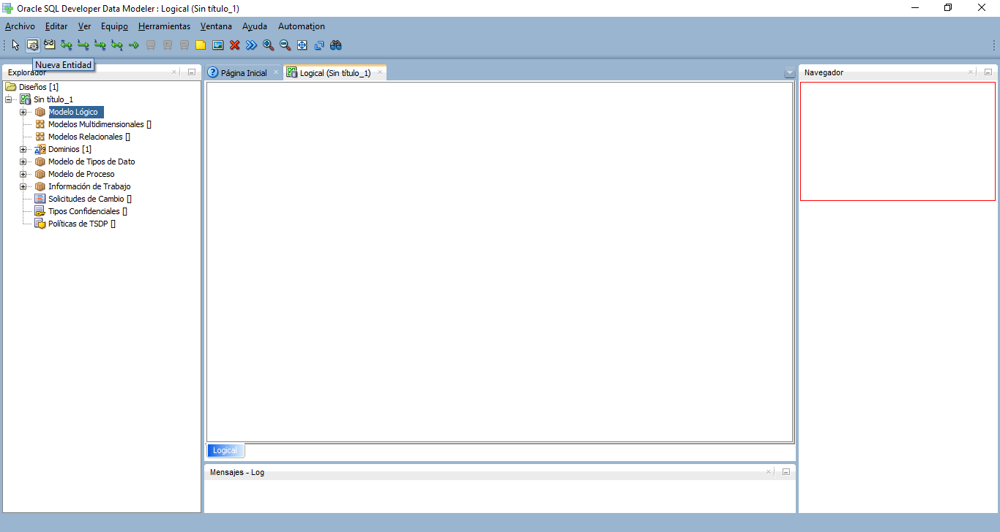 Oracle SQL Developer Data Modeler : Logical (Sin título_1)
Archivo Editar Ver Equipo Herramientas Ventana Ayuda Automation
Nueva Entidad
Explorador
Página Inicial
Logical (Sin título_1)
Navegador
Diseños [1]
Sin título_1
Modelo Lógico
Modelos Multidimensionales []
Modelos Relacionales []
Dominios [1]
Modelo de Tipos de Dato
Modelo de Proceso
Información de Trabajo
Solicitudes de Cambio []
Tipos Confidenciales []
Políticas de TSDP []
Logical
Mensajes - Log